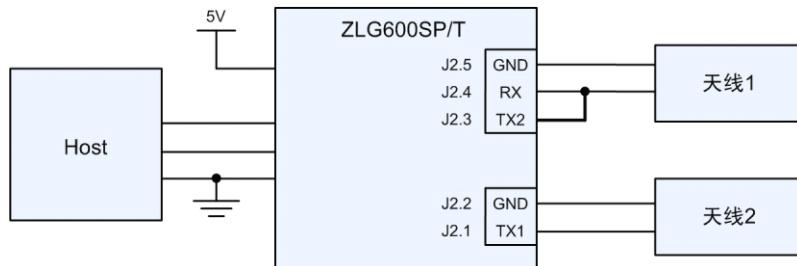 5V
ZLG600SP/T
Host
J2.5 GND
J2.4 RX
J2.3 TX2
天线1
J2.2 GND
J2.1 TX1
天线2